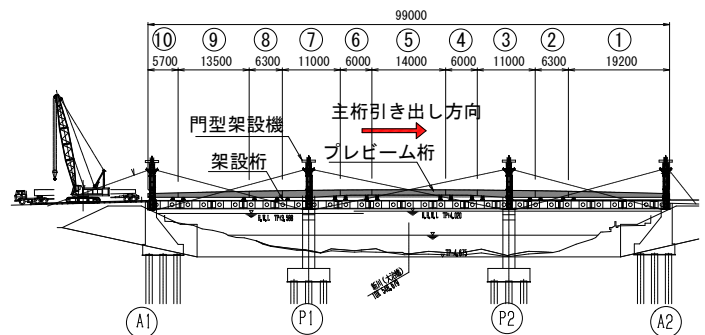 99000
⑩ ⑨ ⑧ ⑦ ⑥ ⑤ ④ ③ ② ①
5700 13500 6300 11000 6000 14000 6000 11000 6300 19200
主桁引き出し方向
門型架設機
プレビーム桁
架設桁
A1 P1 P2 A2